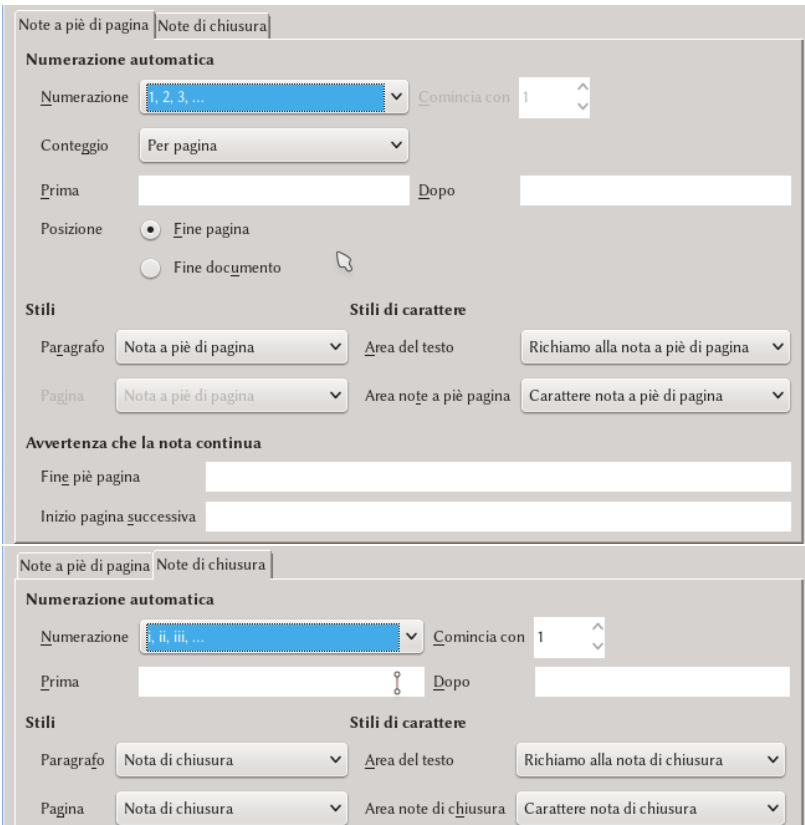 Note a piè di pagina Note di chiusura
Numerazione automatica
Numerazione 1, 2, 3, ... Comincia con 1
Conteggio Per pagina
Prima Dopo
Posizione Fine pagina
Fine documento
Stili Stili di carattere
Paragrafo Nota a piè di pagina Area del testo Richiamo alla nota a piè di pagina
Pagina Nota a piè di pagina Area note a piè pagina Carattere nota a piè di pagina
Avvertenza che la nota continua
Fine piè pagina
Inizio pagina successiva
Note a piè di pagina Note di chiusura
Numerazione automatica
Numerazione i, ii, iii, ... Comincia con 1
Prima Dopo
Stili Stili di carattere
Paragrafo Nota di chiusura Area del testo Richiamo alla nota di chiusura
Pagina Nota di chiusura Area note di chiusura Carattere nota di chiusura